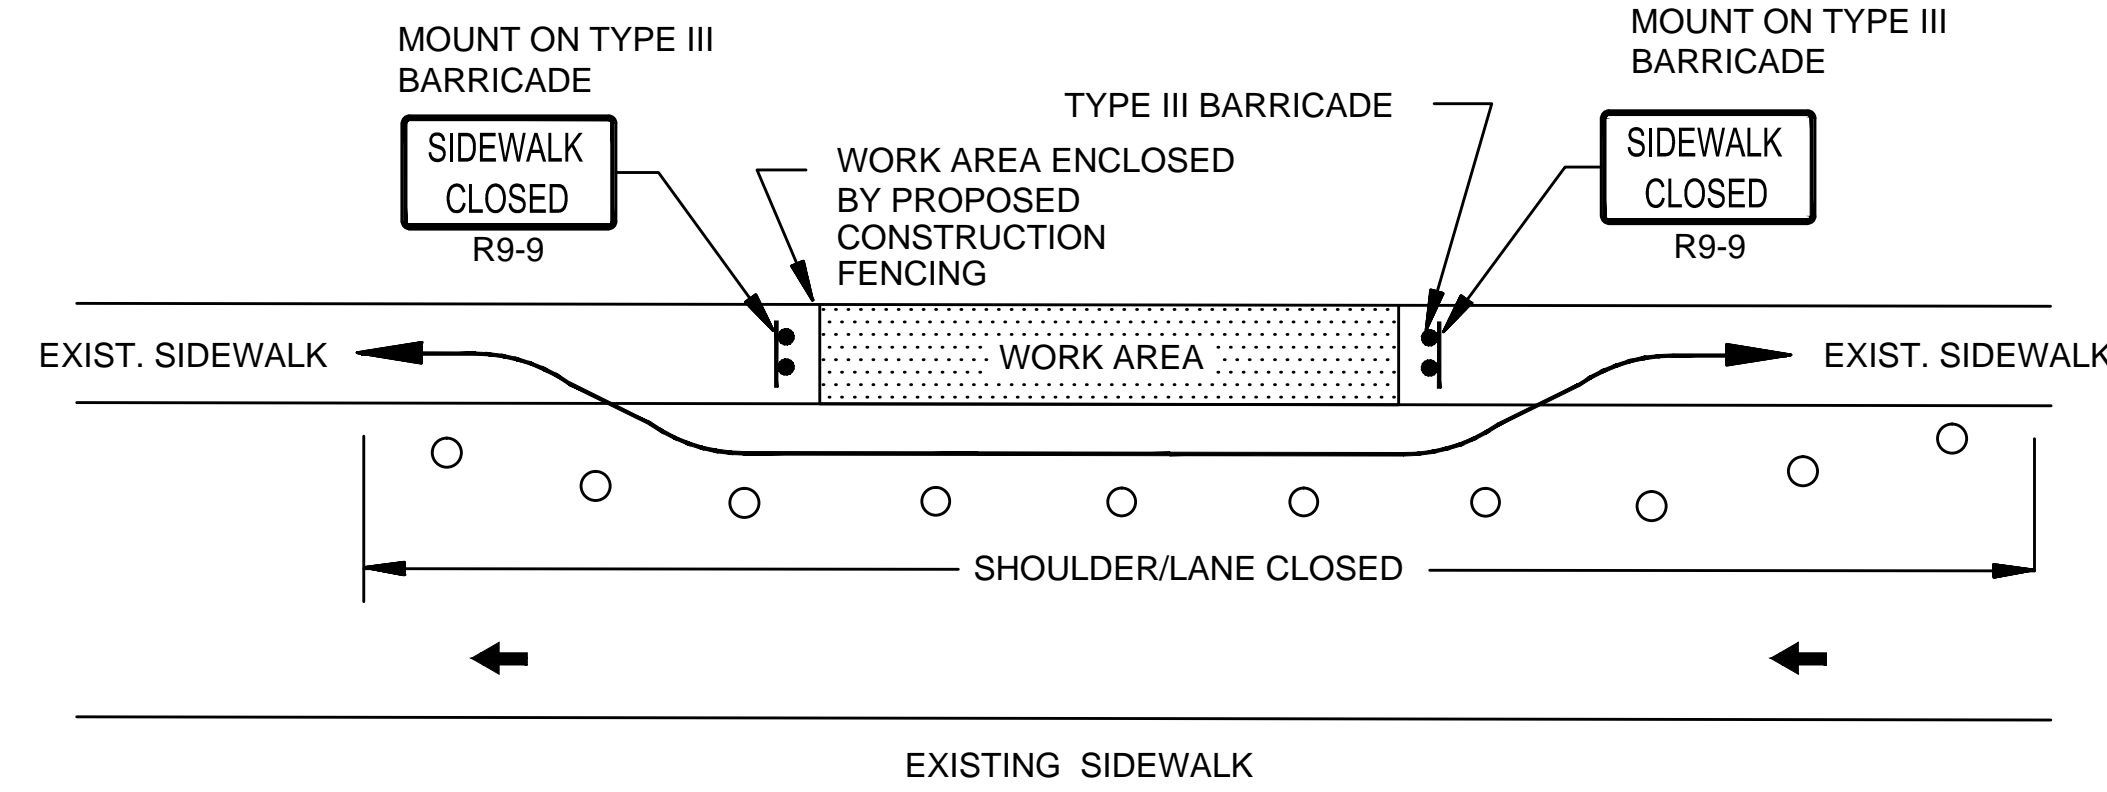 MOUNT ON TYPE III
BARRICADE
SIDEWALK
CLOSED
R9-9
WORK AREA ENCLOSED
BY PROPOSED
CONSTRUCTION
FENCING
TYPE III BARRICADE
MOUNT ON TYPE III
BARRICADE
SIDEWALK
CLOSED
R9-9
EXIST. SIDEWALK
WORK AREA
EXIST. SIDEWALK
SHOULDER/LANE CLOSED
EXISTING SIDEWALK